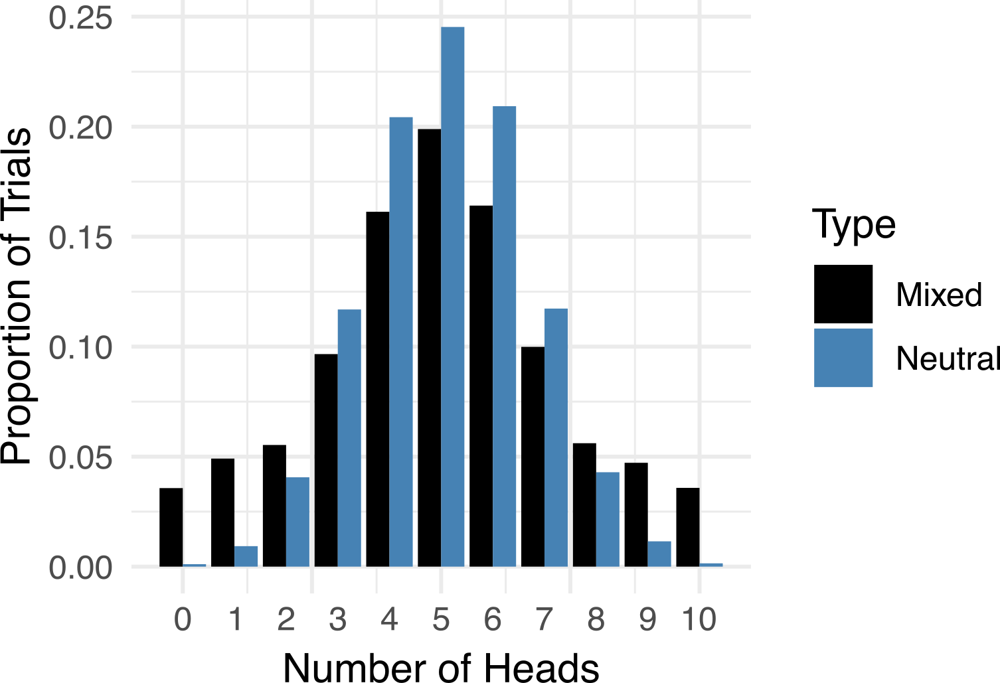 0.25
0.20
0.15
0.10
0.05
0.00
Proportion of Trials
0 1 2 3 4 5 6 7 8 9 10
Number of Heads
Type
Mixed
Neutral